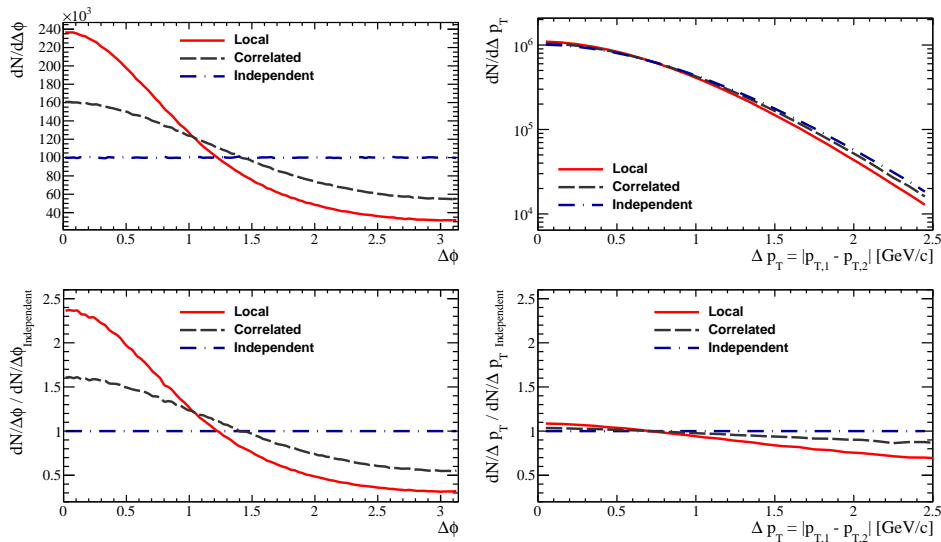 ×10³
dN/dΔϕ
240
220
200
180
160
140
120
100
80
60
40
0 0.5 1 1.5 2 2.5 3
Δϕ
Local
Correlated
Independent
dN/dΔ p_T
10⁶
10⁵
10⁴
0 0.5 1 1.5 2 2.5
Δ p_T = |p_T,1 - p_T,2| [GeV/c]
Local
Correlated
Independent
dN/Δϕ / dN/Δϕ_Independent
2.5
2
1.5
1
0.5
0 0.5 1 1.5 2 2.5 3
Δϕ
Local
Correlated
Independent
dN/Δ p_T / dN/Δ p_T Independent
2.5
2
1.5
1
0.5
0 0.5 1 1.5 2 2.5
Δ p_T = |p_T,1 - p_T,2| [GeV/c]
Local
Correlated
Independent